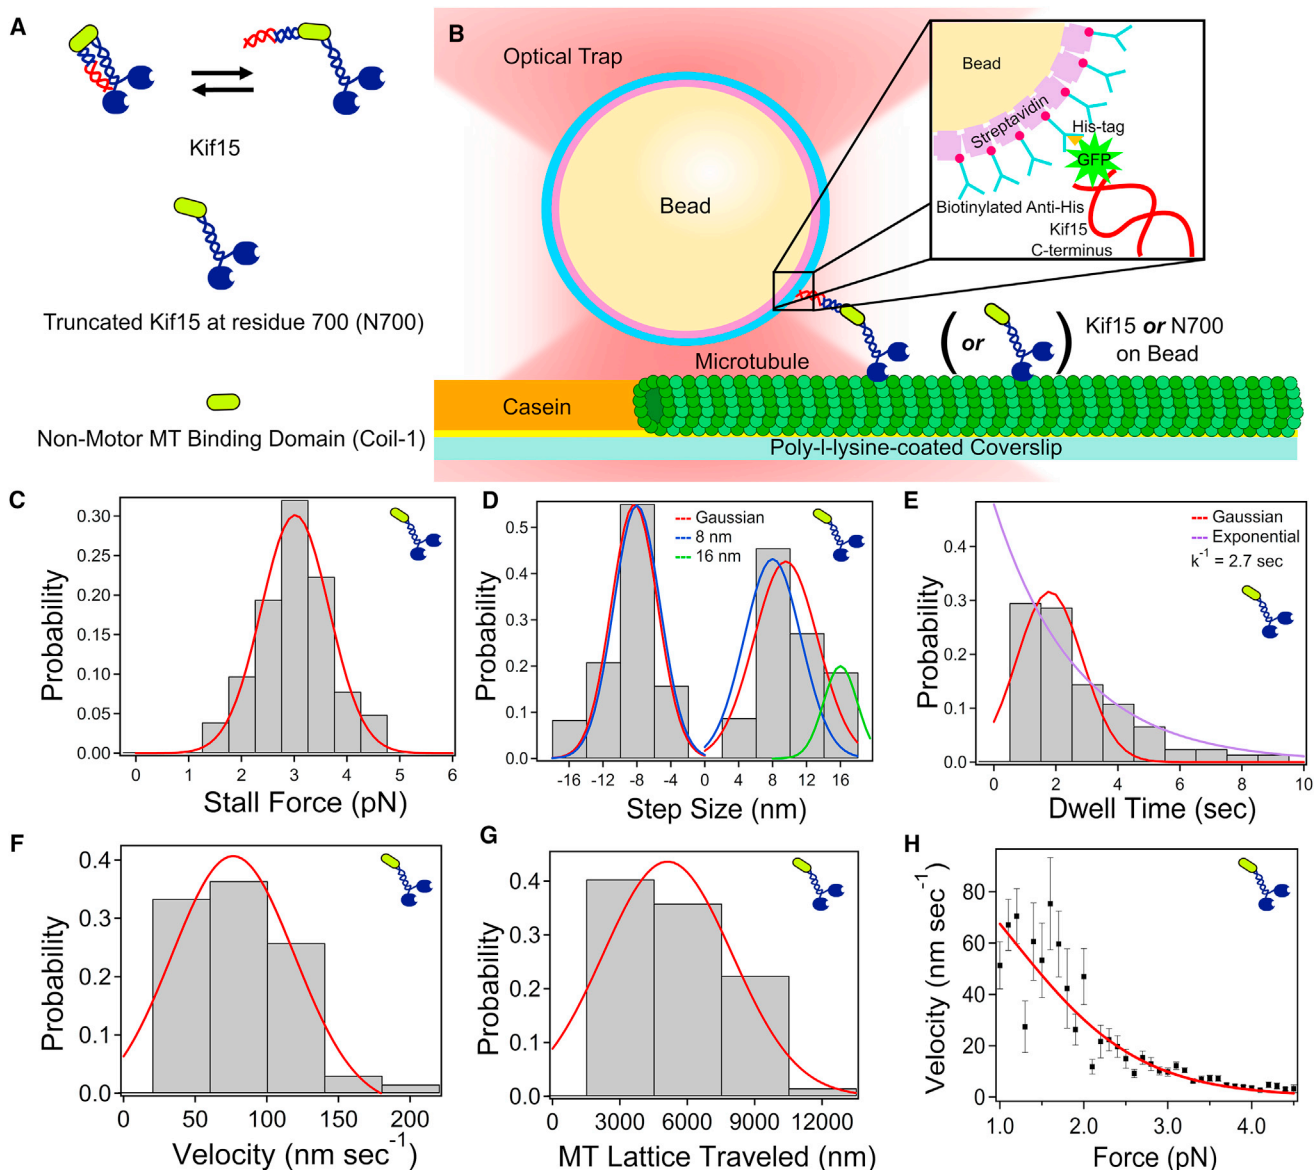 A
Kif15
Truncated Kif15 at residue 700 (N700)
Non-Motor MT Binding Domain (Coil-1)
B
Optical Trap
Bead
Bead
Streptavidin
His-tag
GFP
Biotinylated Anti-His
Kif15
C-terminus
Microtubule
( or )
Kif15 or N700
on Bead
Casein
Poly-l-lysine-coated Coverslip
C
Probability
0.30
0.25
0.20
0.15
0.10
0.05
0.00
0 1 2 3 4 5 6
Stall Force (pN)
D
Gaussian
8 nm
16 nm
Probability
0.5
0.4
0.3
0.2
0.1
0.0
-16 -12 -8 -4 0 4 8 12 16
Step Size (nm)
E
Gaussian
Exponential
k⁻¹ = 2.7 sec
Probability
0.4
0.3
0.2
0.1
0.0
0 2 4 6 8 10
Dwell Time (sec)
F
Probability
0.4
0.3
0.2
0.1
0.0
0 50 100 150 200
Velocity (nm sec⁻¹)
G
Probability
0.4
0.3
0.2
0.1
0.0
0 3000 6000 9000 12000
MT Lattice Traveled (nm)
H
Velocity (nm sec⁻¹)
80
60
40
20
0
1.0 2.0 3.0 4.0
Force (pN)